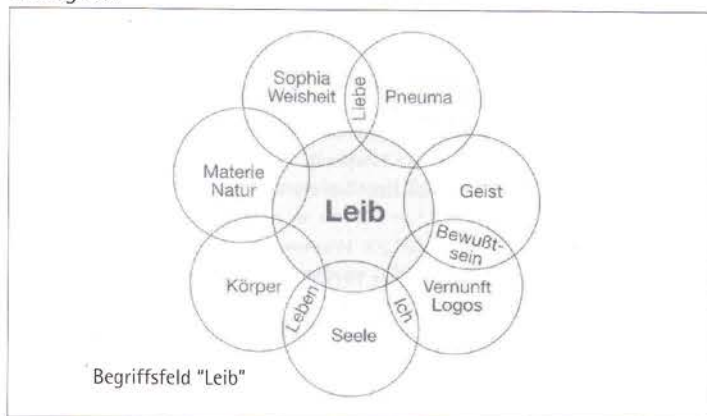 Sophia
Weisheit
Liebe
Pneuma
Materie
Natur
Leib
Geist
Bewußt-
sein
Körper
Leben
Seele
Ich
Vernunft
Logos
Begriffsfeld "Leib"